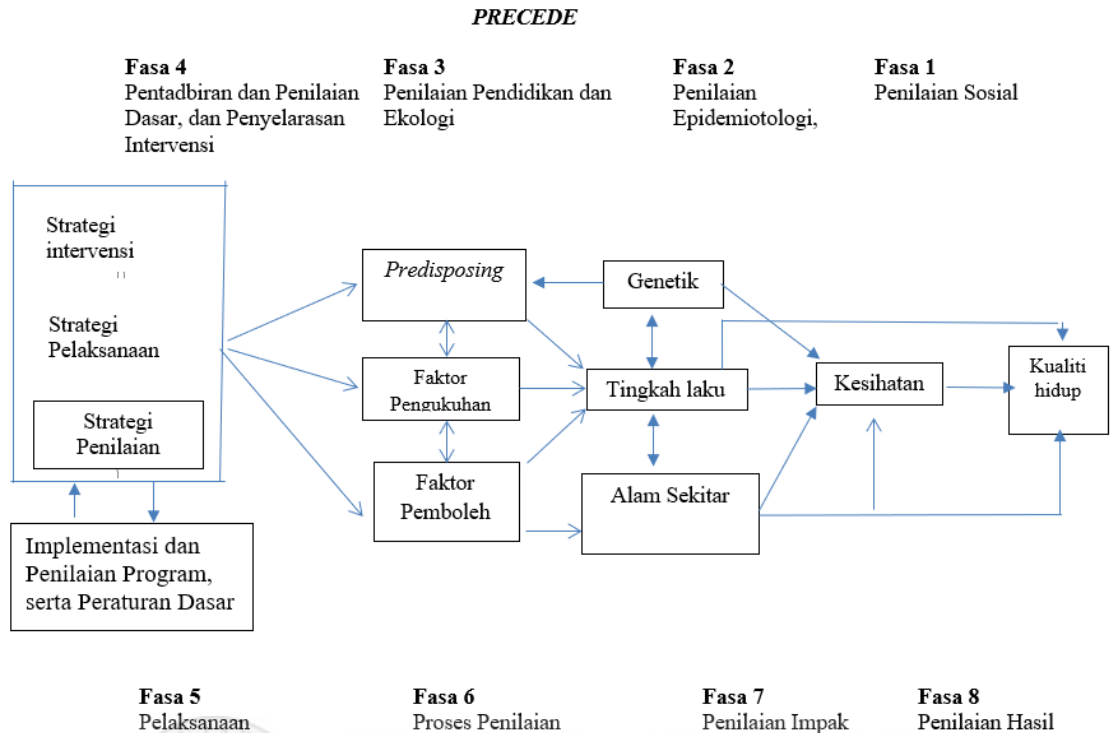 PRECEDE
Fasa 4
Pentadbiran dan Penilaian
Dasar, dan Penyelarasan
Intervensi
Fasa 3
Penilaian Pendidikan dan
Ekologi
Fasa 2
Penilaian
Epidemiotologi,
Fasa 1
Penilaian Sosial
Strategi
intervensi
Strategi
Pelaksanaan
Strategi
Penilaian
Implementasi dan
Penilaian Program,
serta Peraturan Dasar
Predisposing
Faktor
Pengukuhan
Faktor
Pemboleh
Genetik
Tingkah laku
Alam Sekitar
Kesihatan
Kualiti
hidup
Fasa 5
Pelaksanaan
Fasa 6
Proses Penilaian
Fasa 7
Penilaian Impak
Fasa 8
Penilaian Hasil